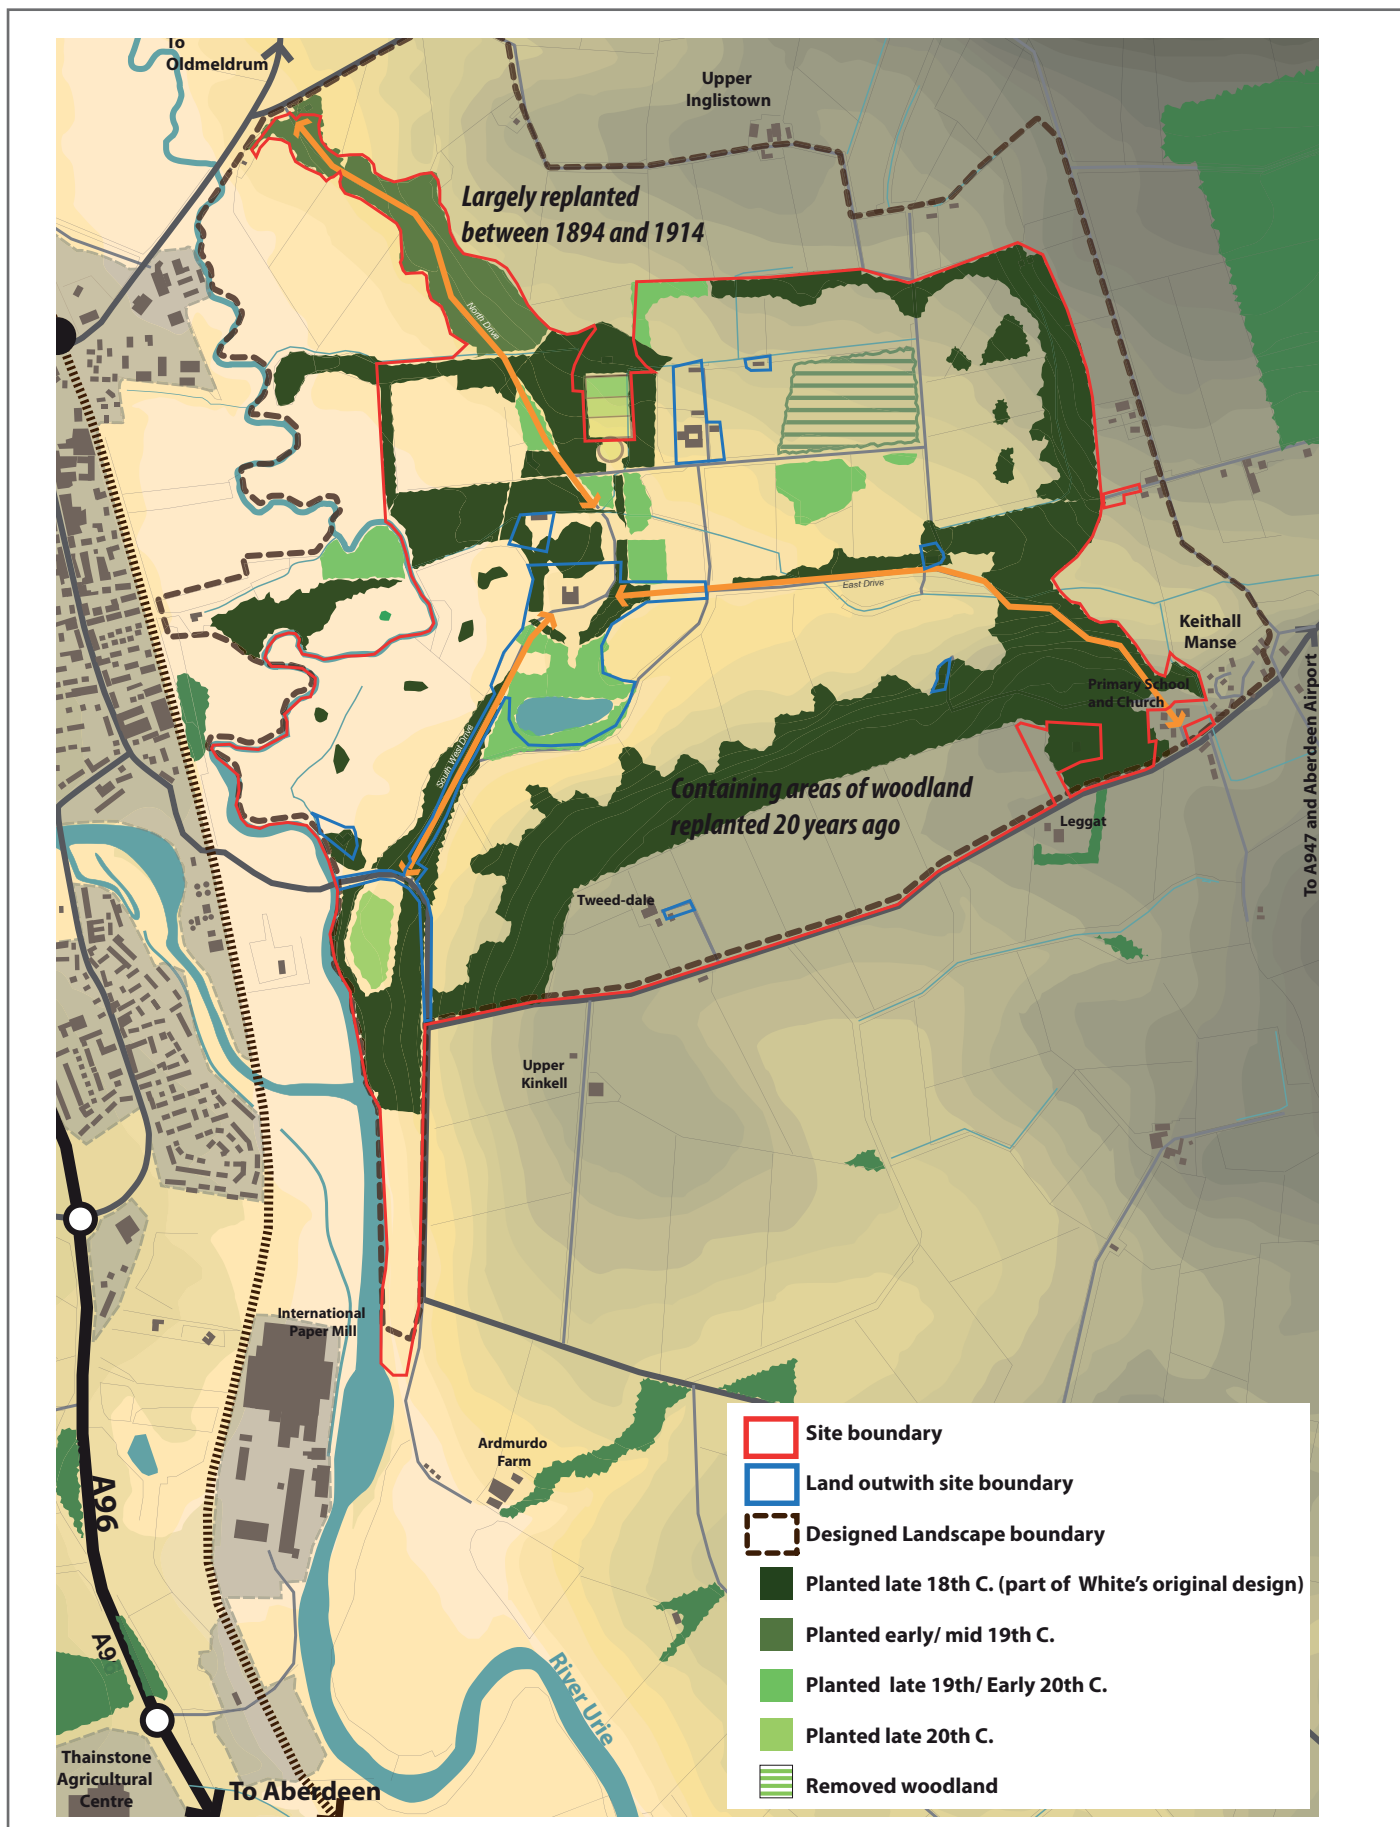 To
Oldmeldrum
Upper
Inglistown
Largely replanted
between 1894 and 1914
North Drive
East Drive
Keithall
Manse
Primary School
and Church
To A947 and Aberdeen Airport
South West Drive
Containing areas of woodland
replanted 20 years ago
Leggat
Tweed-dale
Upper
Kinkell
International
Paper Mill
Ardmurdo
Farm
A96
A96
River Urie
Thainstone
Agricultural
Centre
To Aberdeen
Site boundary
Land outwith site boundary
Designed Landscape boundary
Planted late 18th C. (part of  White's original design)
Planted early/ mid 19th C.
Planted  late 19th/ Early 20th C.
Planted late 20th C.
Removed woodland